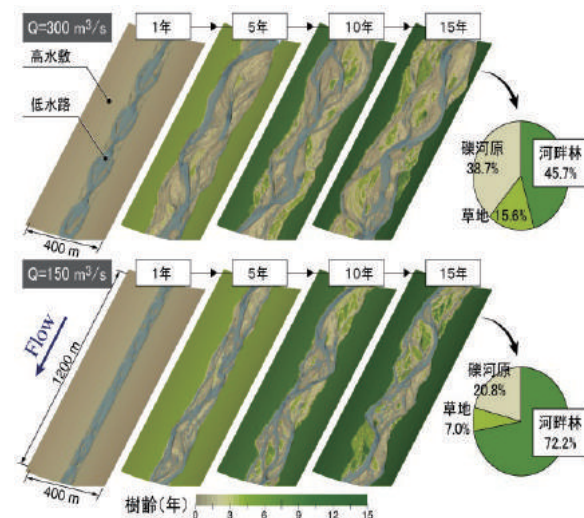 Q=300 m³/s
1年
5年
10年
15年
高水敷
低水路
400 m
礫河原
38.7%
河畔林
45.7%
草地
15.6%
Q=150 m³/s
1年
5年
10年
15年
Flow
1200 m
400 m
礫河原
20.8%
草地
7.0%
河畔林
72.2%
樹齢(年)
0 3 6 9 12 15